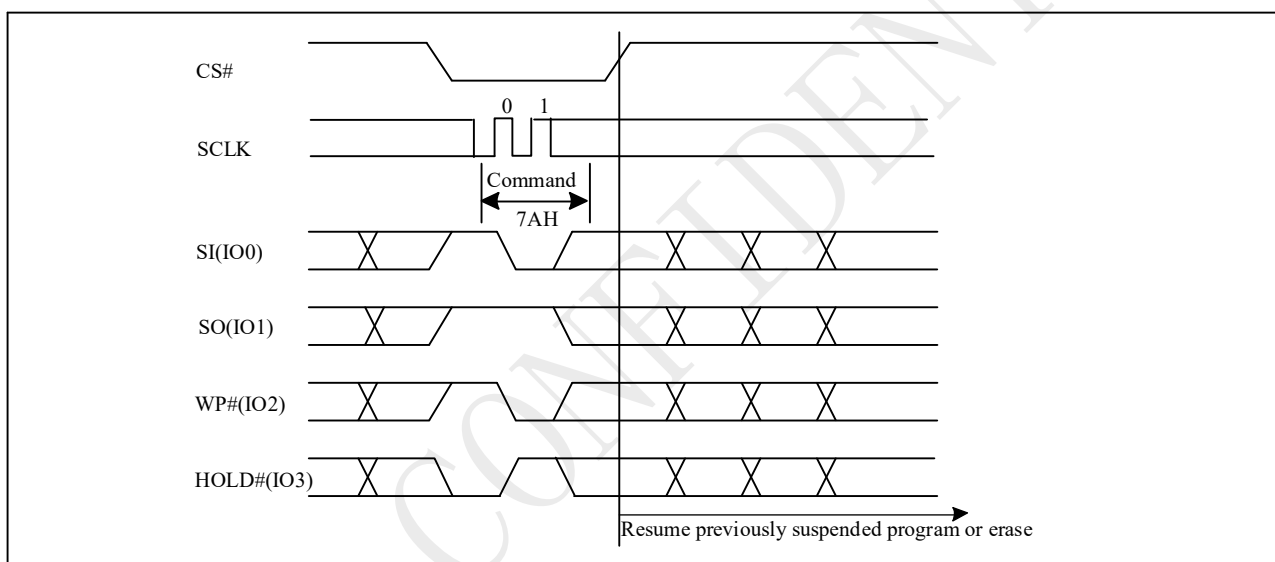 CS#
0 1
SCLK
Command
7AH
SI(IO0)
SO(IO1)
WP#(IO2)
HOLD#(IO3)
Resume previously suspended program or erase
CONFIDENT